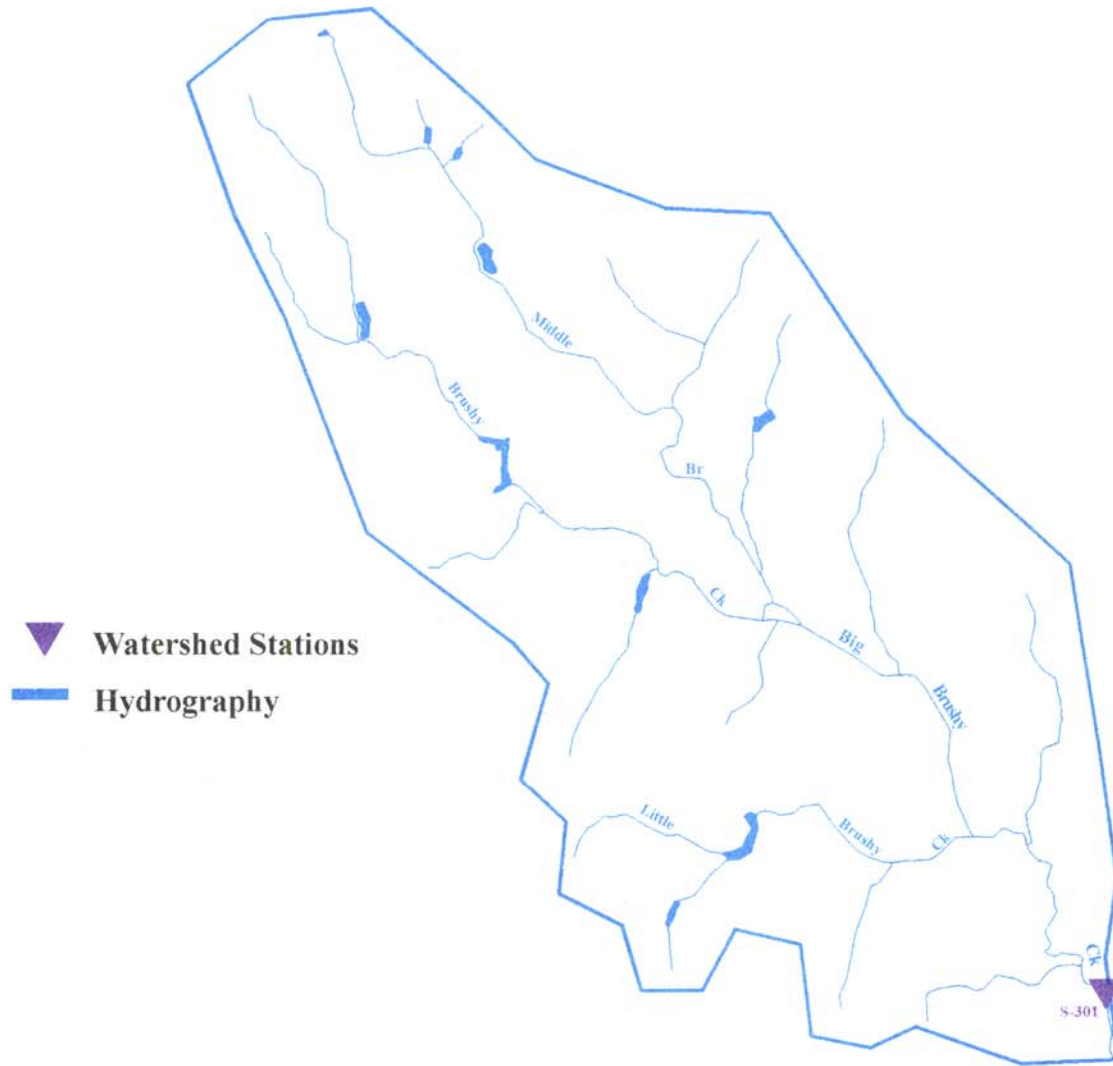 Middle
Brushy
Br
Ck
Big
Watershed Stations
Brushy
Hydrography
Little
Brushy
Ck
Ck
S-301